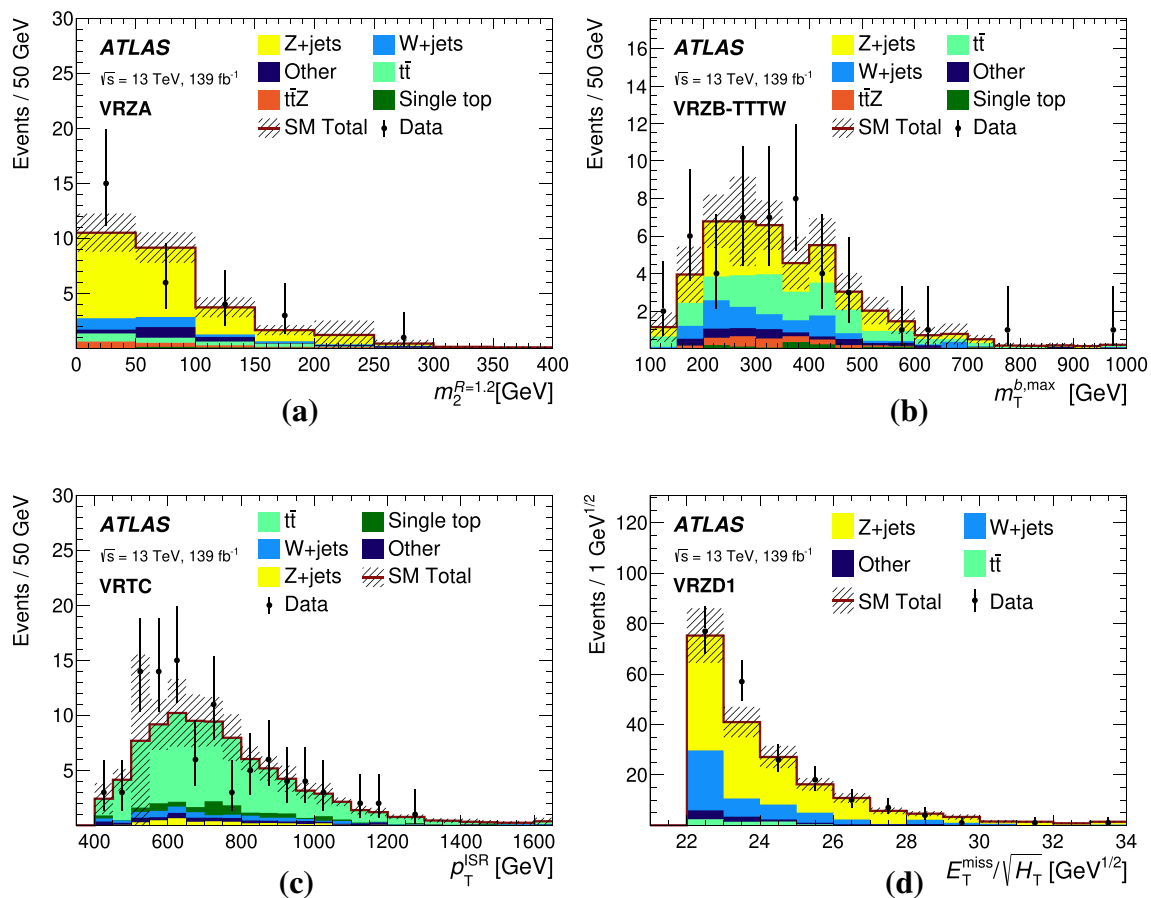 Events / 50 GeV
30
25
20
15
10
5
ATLAS
√s = 13 TeV, 139 fb⁻¹
VRZA
Z+jets
W+jets
Other
tt̄
tt̄Z
Single top
SM Total
Data
0 50 100 150 200 250 300 350 400
m₂^{R=1.2} [GeV]
(a)
Events / 50 GeV
16
14
12
10
8
6
4
2
ATLAS
√s = 13 TeV, 139 fb⁻¹
VRZB-TTTW
Z+jets
tt̄
W+jets
Other
tt̄Z
Single top
SM Total
Data
100 200 300 400 500 600 700 800 900 1000
m_T^{b,max} [GeV]
(b)
Events / 50 GeV
30
25
20
15
10
5
ATLAS
√s = 13 TeV, 139 fb⁻¹
VRTC
tt̄
Single top
W+jets
Other
Z+jets
SM Total
Data
400 600 800 1000 1200 1400 1600
p_T^{ISR} [GeV]
(c)
Events / 1 GeV^{1/2}
120
100
80
60
40
20
ATLAS
√s = 13 TeV, 139 fb⁻¹
VRZD1
Z+jets
W+jets
Other
tt̄
SM Total
Data
22 24 26 28 30 32 34
E_T^{miss}/√H_T [GeV^{1/2}]
(d)